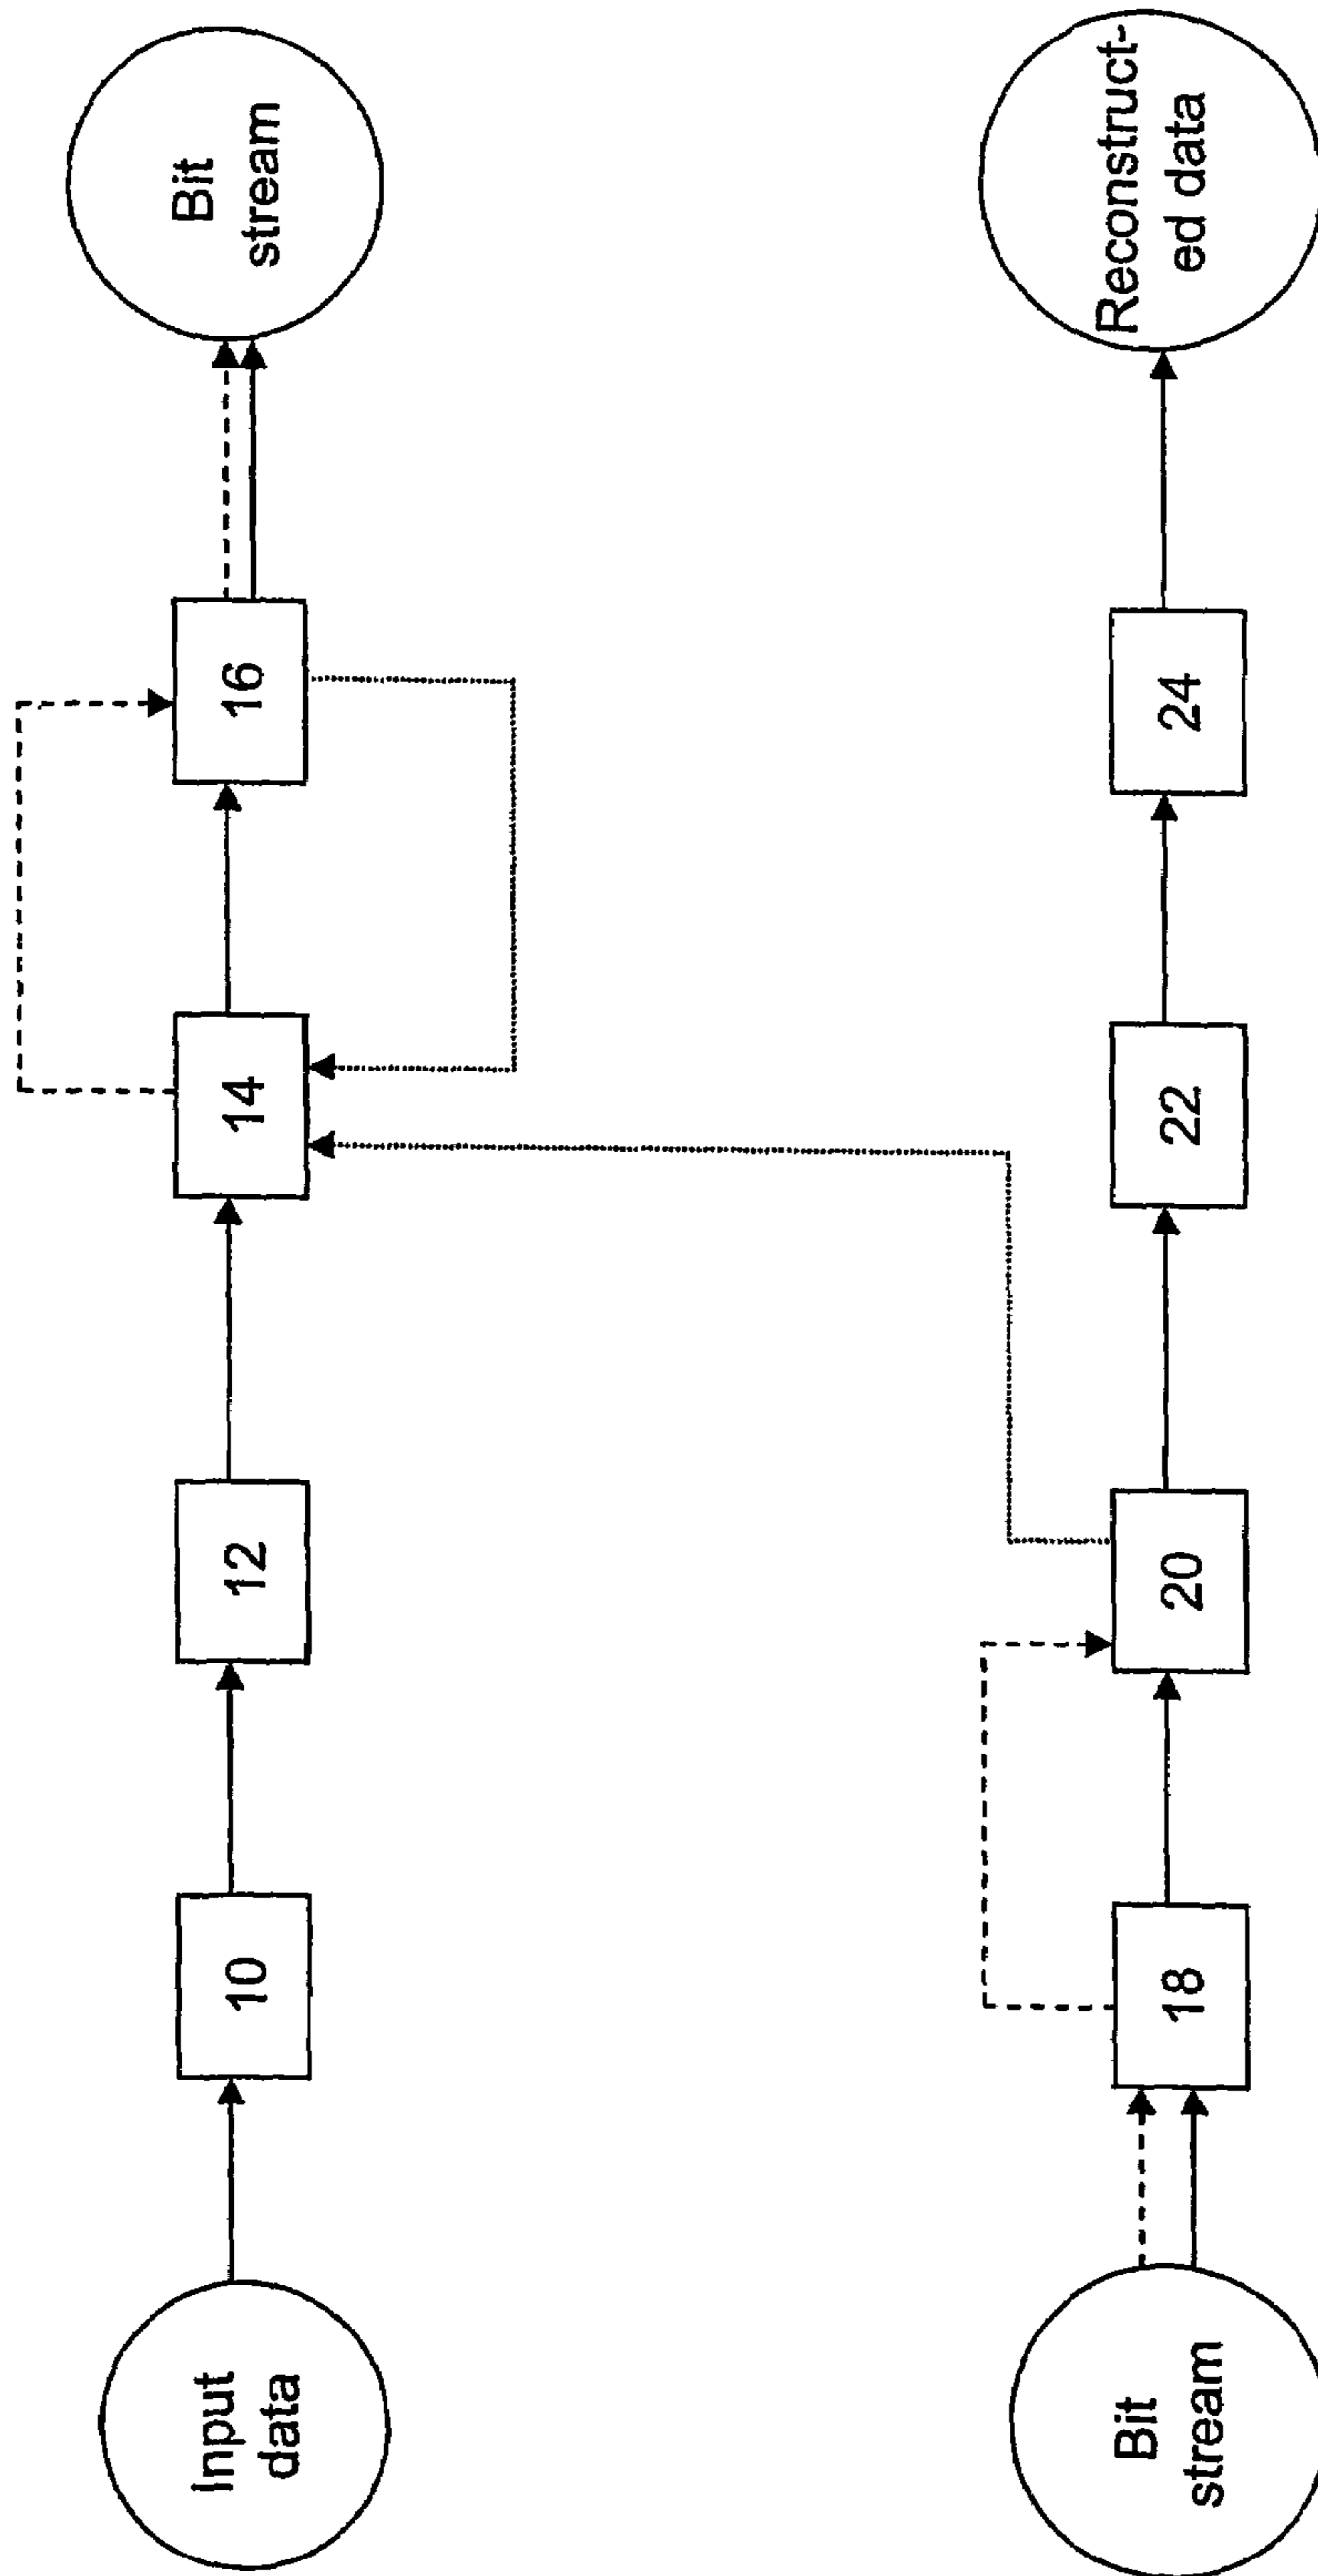 Input
data
10
12
14
16
Bit
stream
Bit
stream
18
20
22
24
Reconstruct-
ed data